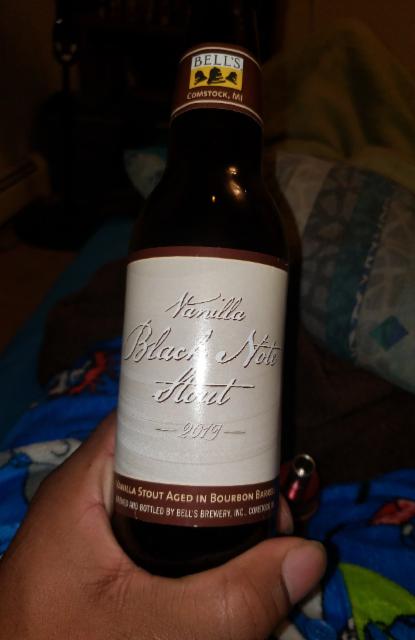 BELL'S
COMSTOCK, MI
Vanilla
Black Note
Stout
2019
VANILLA STOUT AGED IN BOURBON BARRELS
AND BOTTLED BY BELL'S BREWERY, INC., COMSTOCK